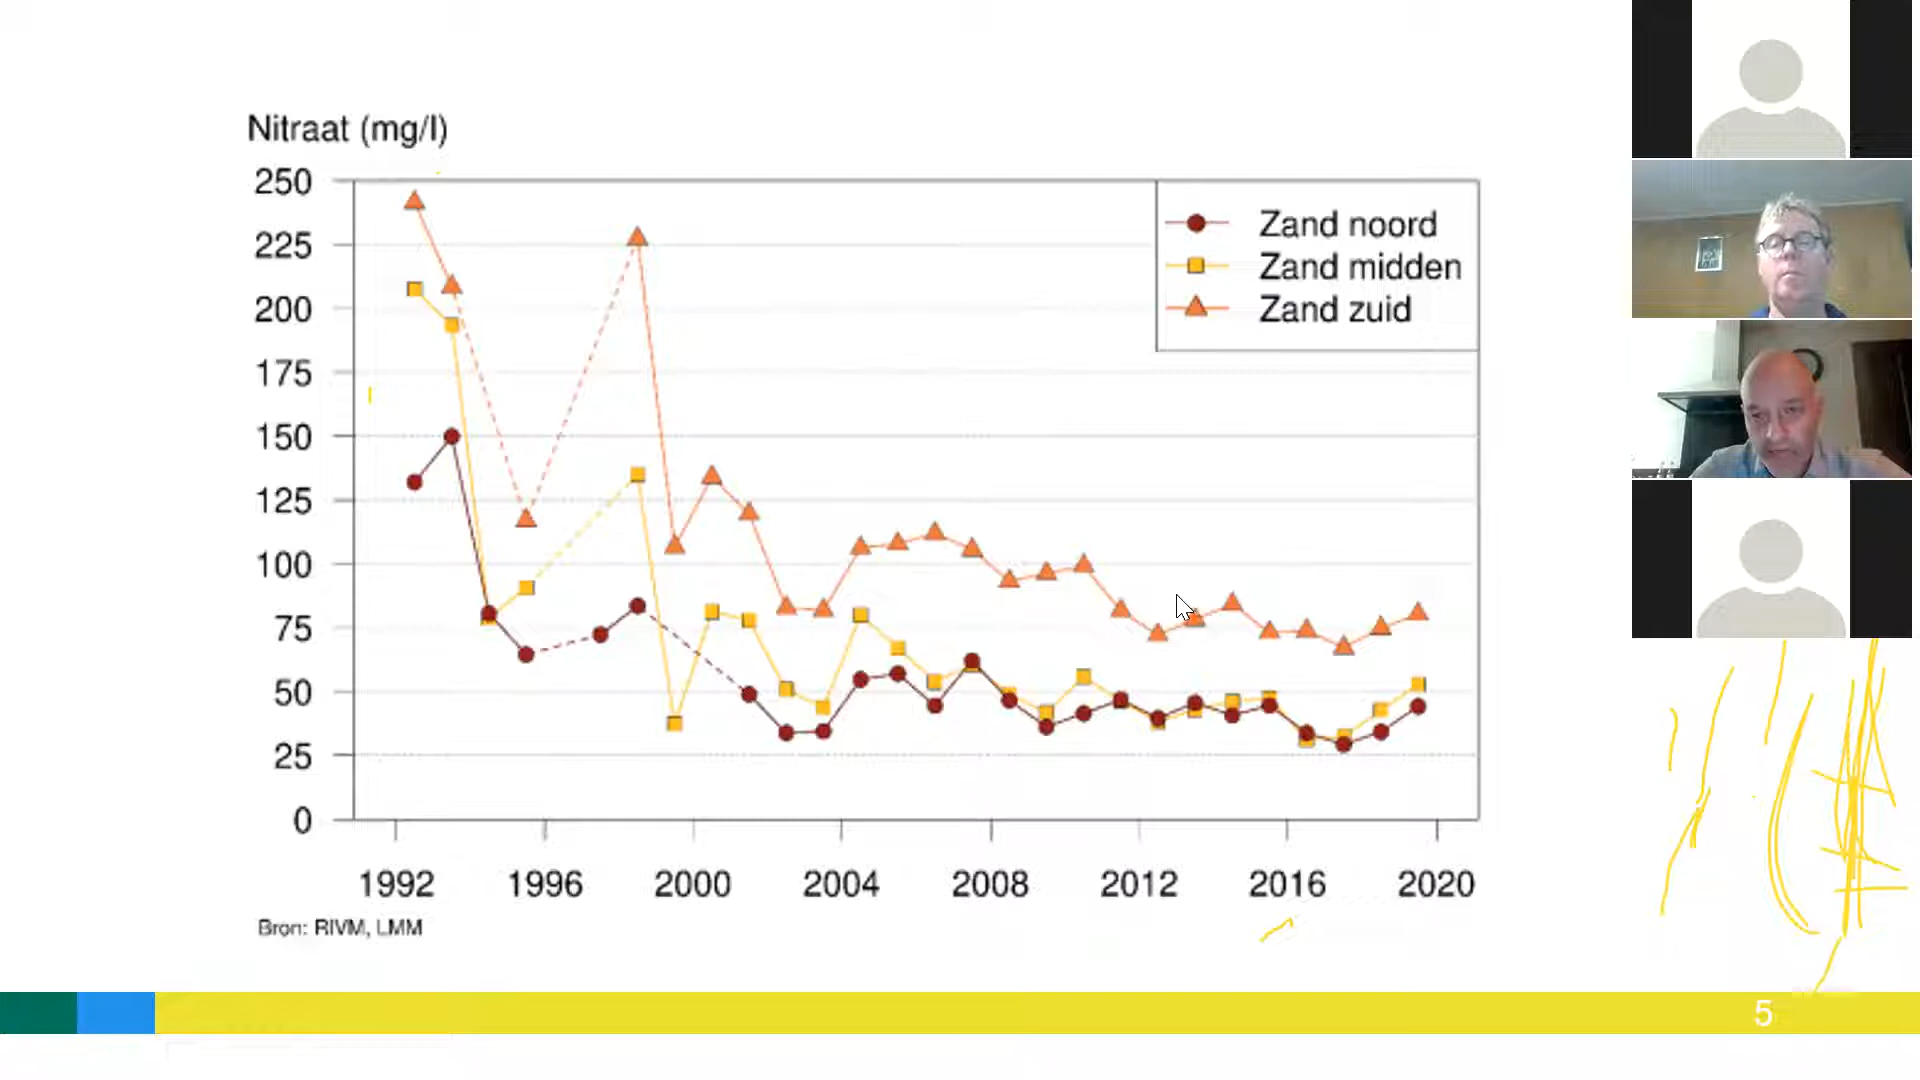 Nitraat (mg/l)
250
225
200
175
150
125
100
75
50
25
0
Zand noord
Zand midden
Zand zuid
1992 1996 2000 2004 2008 2012 2016 2020
Bron: RIVM, LMM
5